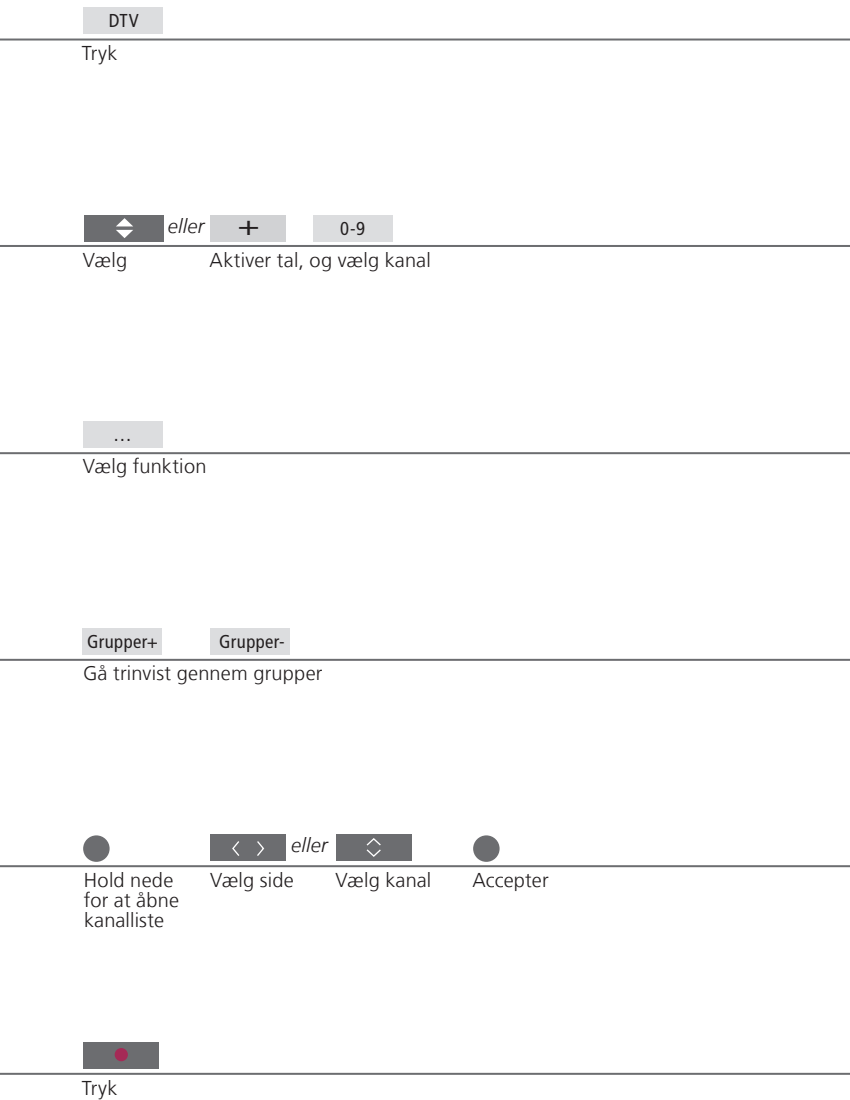 DTV
Tryk
eller + 0-9
Vælg Aktiver tal, og vælg kanal
...
Vælg funktion
Grupper+ Grupper-
Gå trinvist gennem grupper
eller
Hold nede Vælg side Vælg kanal Accepter
for at åbne
kanalliste
Tryk